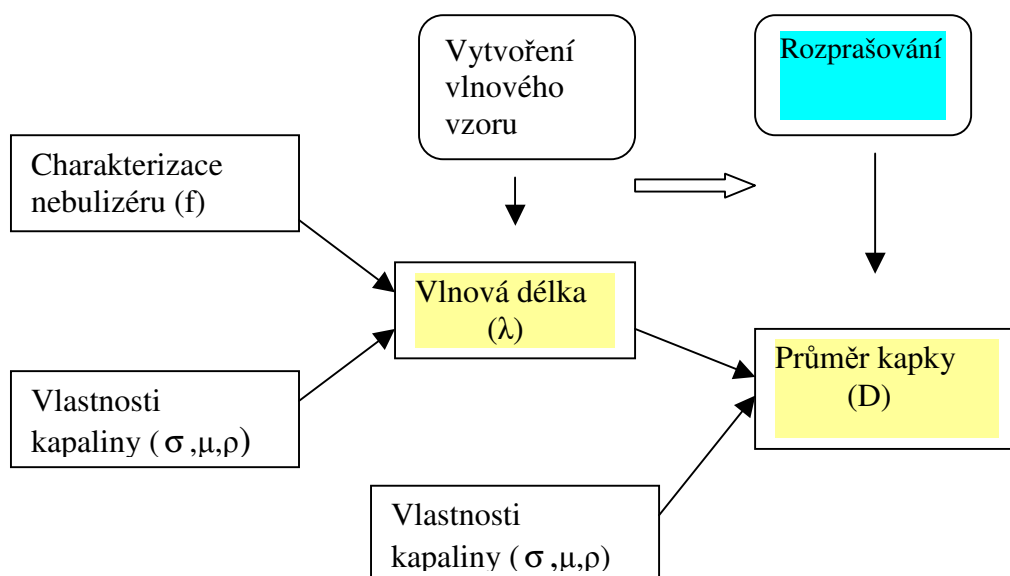 Vytvoření
vlnového
vzoru
Rozprašování
Charakterizace
nebulizéru (f)
Vlnová délka
(λ)
Průměr kapky
(D)
Vlastnosti
kapaliny ( σ ,μ,ρ)
Vlastnosti
kapaliny ( σ ,μ,ρ)